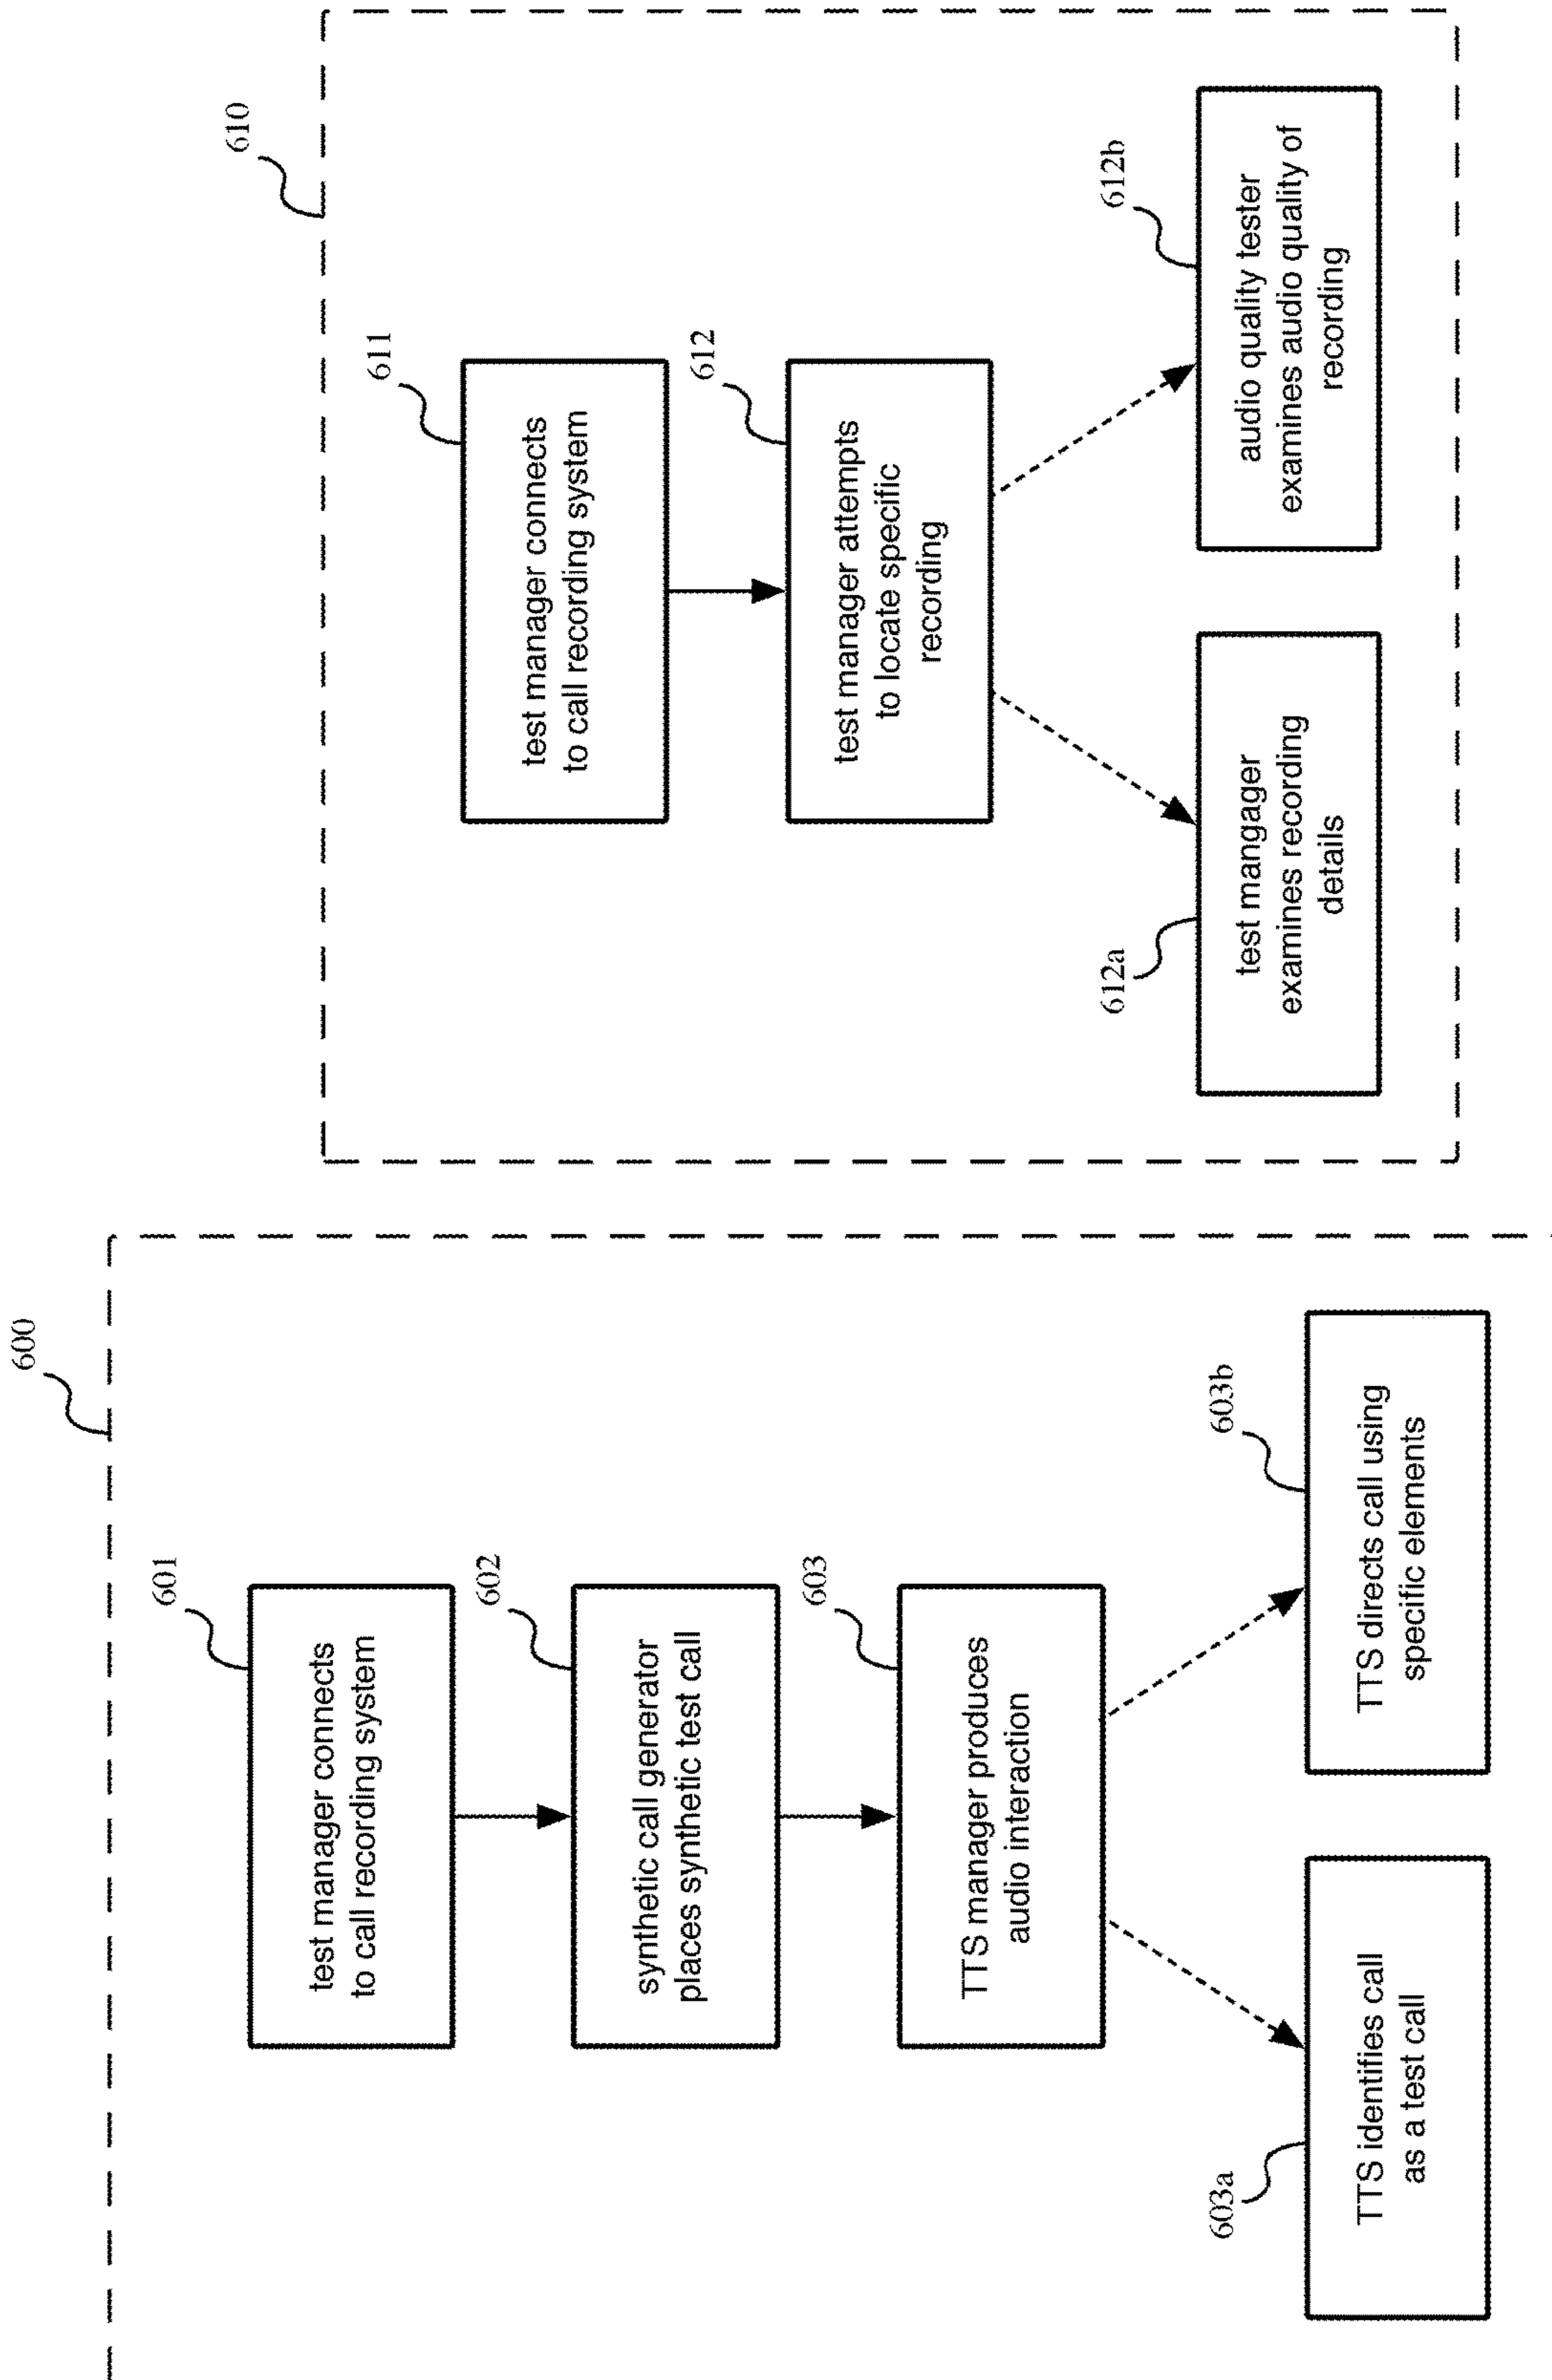 600
601
test manager connects
to call recording system
602
synthetic call generator
places synthetic test call
603
TTS manager produces
audio interaction
603a
TTS identifies call
as a test call
603b
TTS directs call using
specific elements
610
611
test manager connects
to call recording system
612
test manager attempts
to locate specific
recording
612a
test mangager
examines recording
details
612b
audio quality tester
examines audio quality of
recording